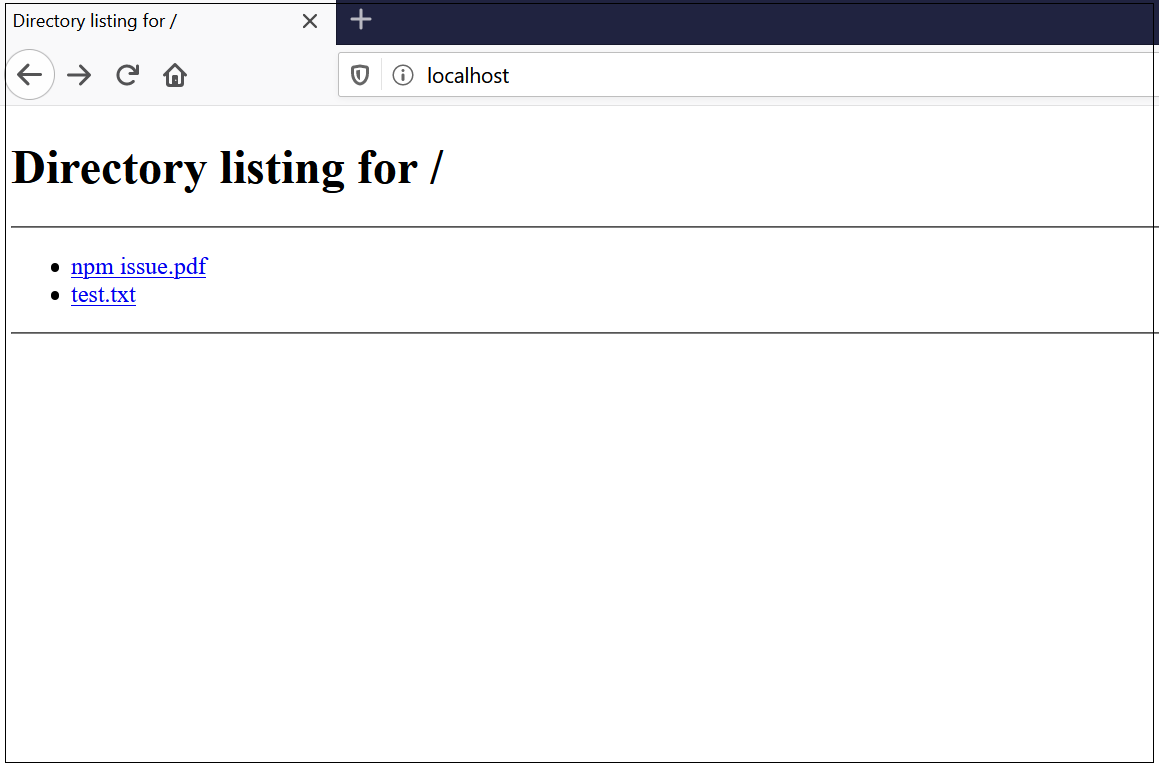 Directory listing for /
localhost
Directory listing for /
npm issue.pdf
test.txt